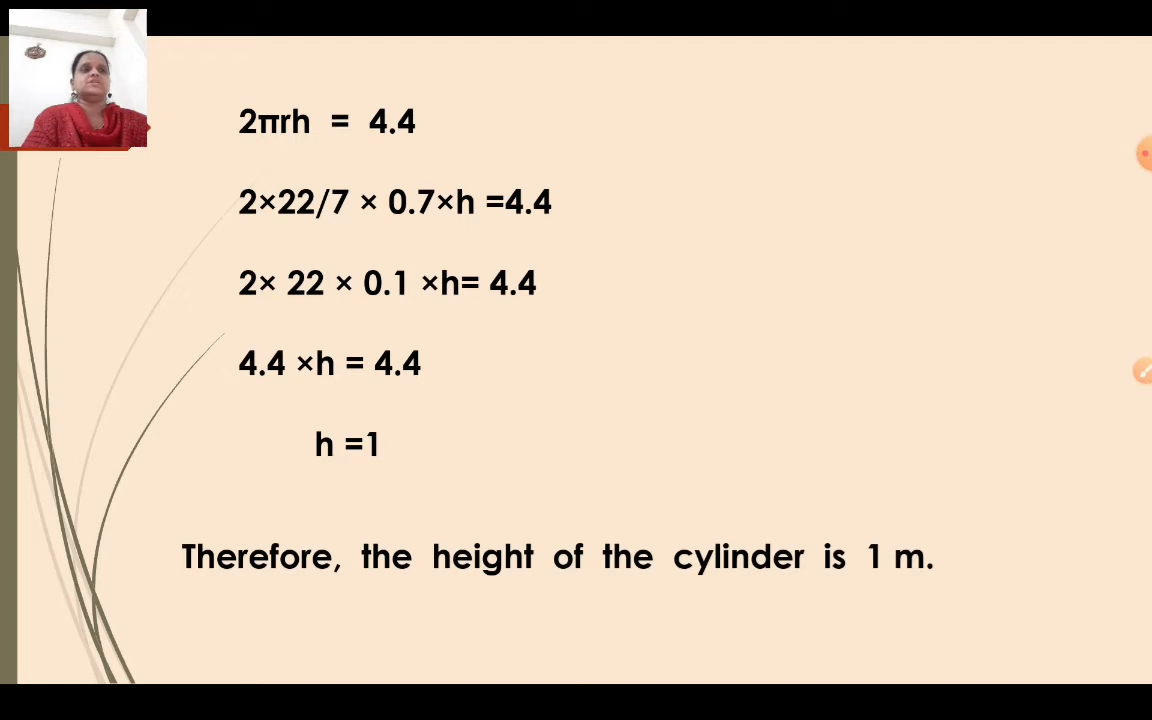 2πrh = 4.4
2×22/7 × 0.7×h =4.4
2× 22 × 0.1 ×h= 4.4
4.4 ×h = 4.4
h =1
Therefore, the height of the cylinder is 1 m.